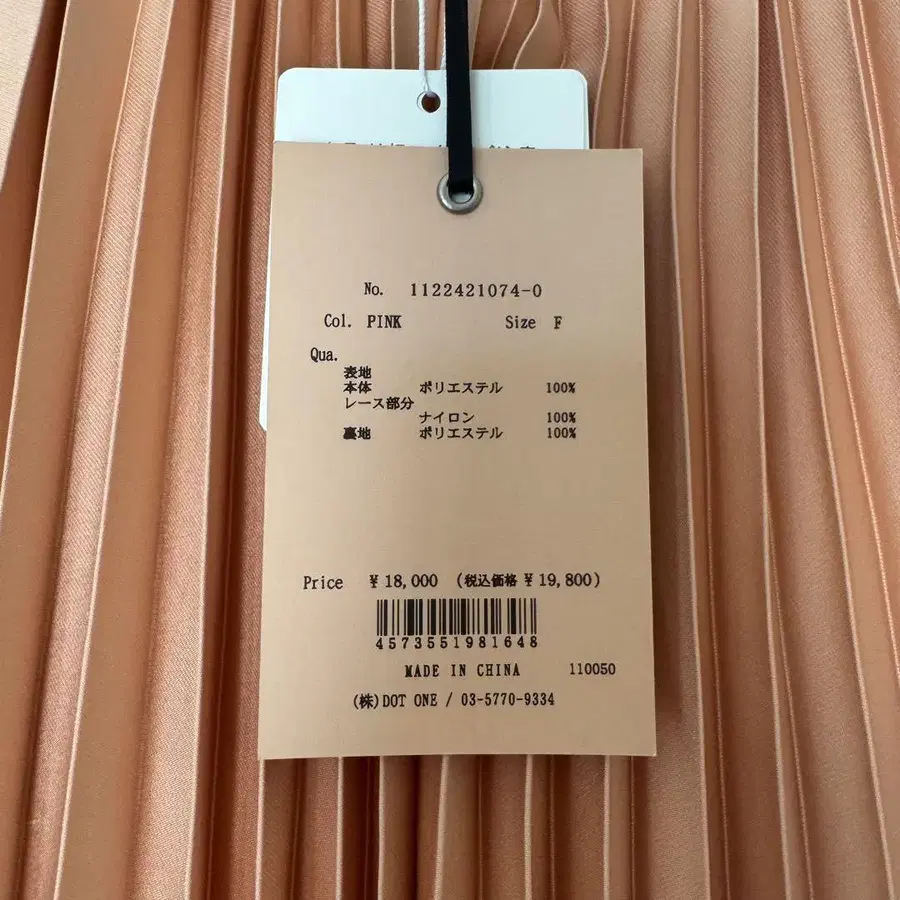 No. 1122421074-0
Col. PINK Size F
Qua.
表地
本体 ポリエステル 100%
レース部分
ナイロン 100%
裏地 ポリエステル 100%
Price ¥18,000 (税込価格 ¥19,800)
4573551981648
MADE IN CHINA 110050
(株)DOT ONE / 03-5770-9334